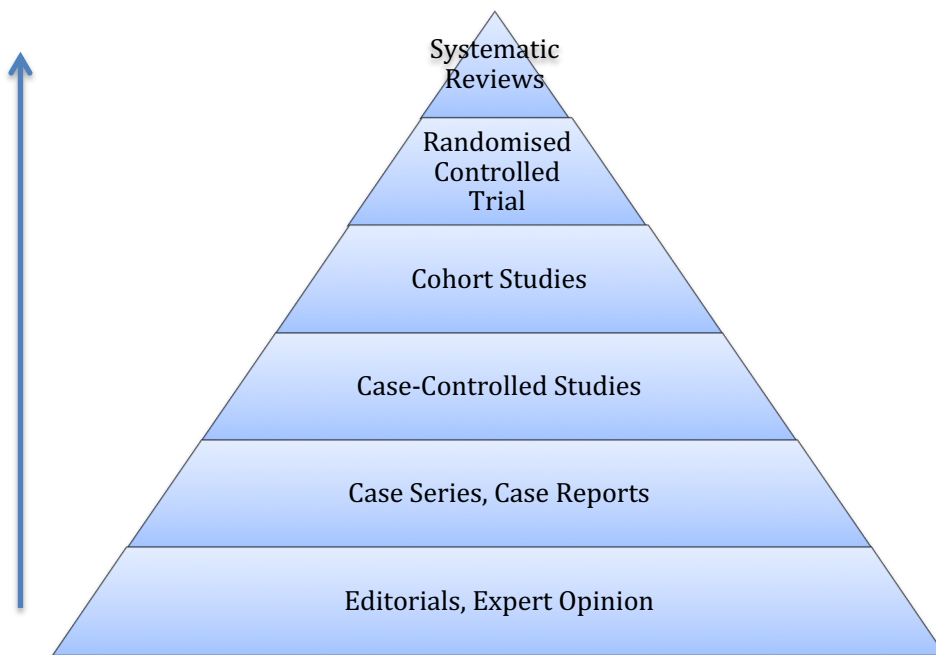 Systematic
Reviews
Randomised
Controlled
Trial
Cohort Studies
Case-Controlled Studies
Case Series, Case Reports
Editorials, Expert Opinion